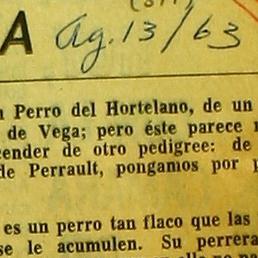 A Ag. 13/63
Perro del Hortelano, de un
de Vega; pero éste parece
cender de otro pedigree: de
de Perrault, pongamos por p
es un perro tan flaco que las
se le acumulen. Su perrera